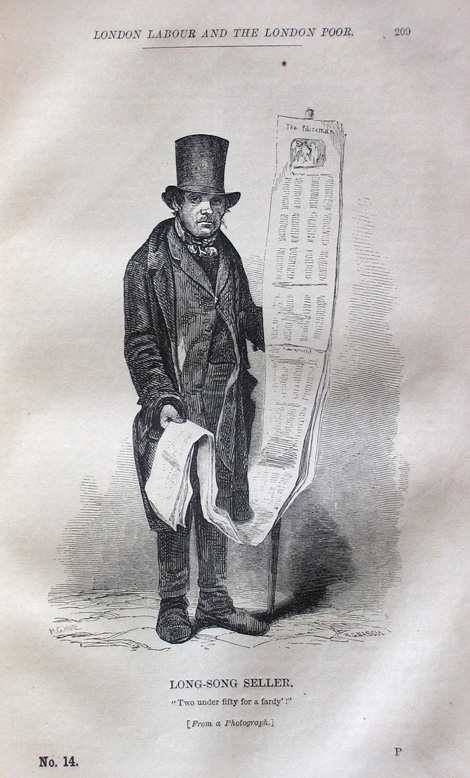 LONDON LABOUR AND THE LONDON POOR. 209
The Policeman
LONG-SONG SELLER.
"Two under fifty for a fardy'!"
[From a Photograph.]
No. 14.
P